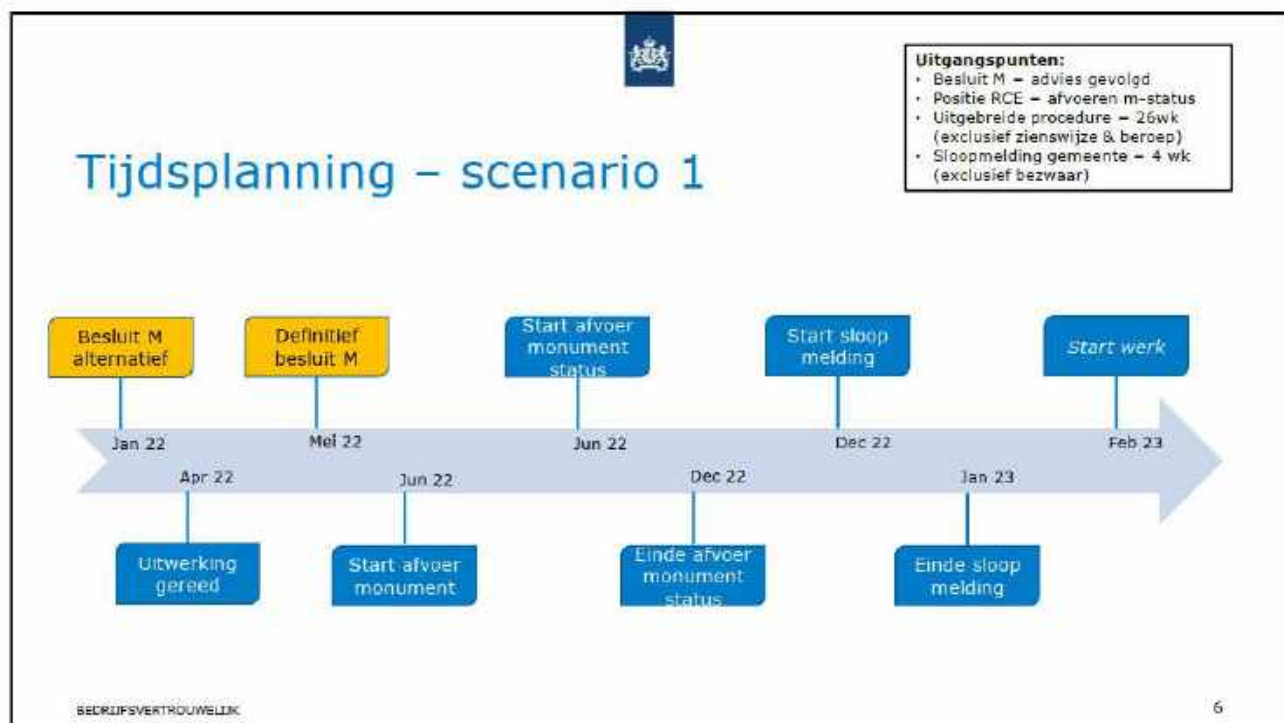 Uitgangspunten:
• Besluit M = advies gevolgd
• Positie RCE = afvoeren m-status
• Uitgebreide procedure = 26wk
(exclusief zienswijze & beroep)
• Sloopmelding gemeente = 4 wk
(exclusief bezwaar)
Tijdsplanning – scenario 1
Besluit M
alternatief
Definitief
besluit M
Start afvoer
monument
status
Start sloop
melding
Start werk
Jan 22
Mei 22
Jun 22
Dec 22
Feb 23
Apr 22
Jun 22
Dec 22
Jan 23
Uitwerking
gereed
Start afvoer
monument
Einde afvoer
monument
status
Einde sloop
melding
BEDRIJFSVERTROUWELIJK
6